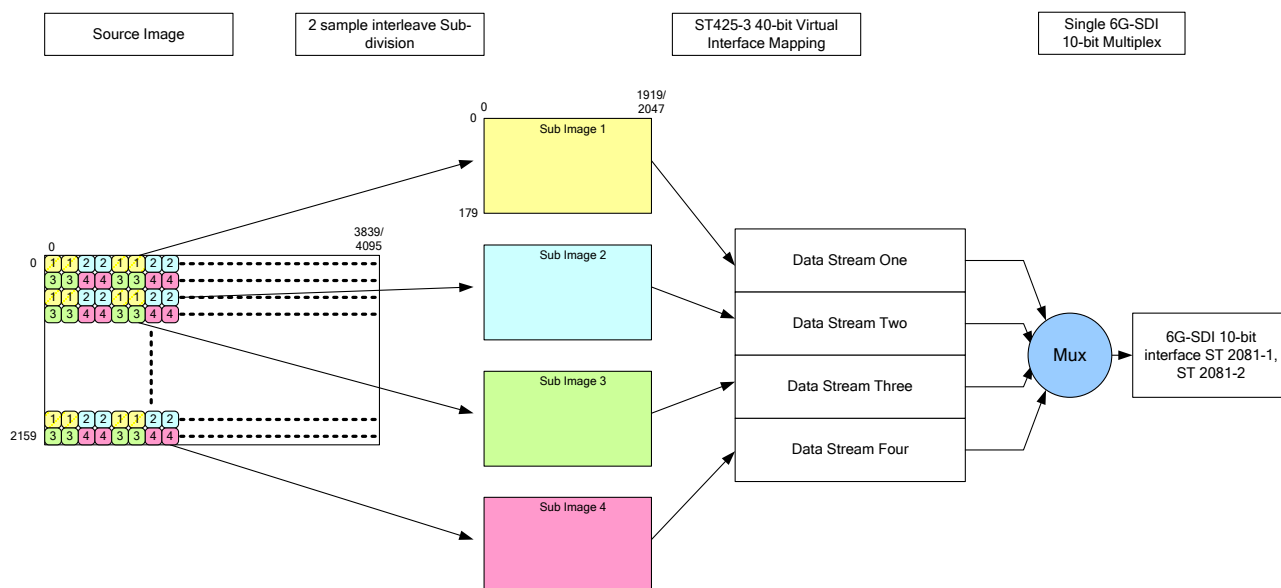 Source Image
2 sample interleave Sub-
division
ST425-3 40-bit Virtual
Interface Mapping
Single 6G-SDI
10-bit Multiplex
0
1919/
2047
0
Sub Image 1
179
0
3839/
4095
0
1 1 2 2 1 1 2 2
3 3 4 4 3 3 4 4
1 1 2 2 1 1 2 2
3 3 4 4 3 3 4 4
1 1 2 2 1 1 2 2
3 3 4 4 3 3 4 4
2159
Sub Image 2
Sub Image 3
Sub Image 4
Data Stream One
Data Stream Two
Data Stream Three
Data Stream Four
Mux
6G-SDI 10-bit
interface ST 2081-1,
ST 2081-2